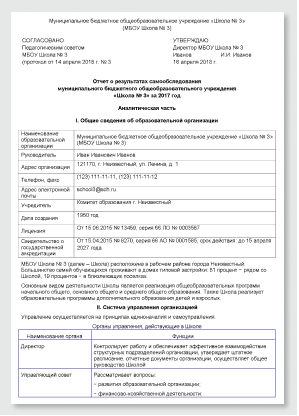 Муниципальное бюджетное общеобразовательное учреждение «Школа № 3»
(МБОУ Школа № 3)
СОГЛАСОВАНО
Педагогическим советом
МБОУ Школа № 3
(протокол от 14 апреля 2018 г. № 3
УТВЕРЖДАЮ
Директор МБОУ Школа № 3
Иванов И.И. Иванов
16 апреля 2018 г.
Отчет о результатах самообследования
муниципального бюджетного общеобразовательного учреждения
«Школа № 3» за 2017 год
Аналитическая часть
I. Общие сведения об образовательной организации
Наименование образовательной организации
Муниципальное бюджетное общеобразовательное учреждение «Школа № 3»
(МБОУ Школа № 3)
Руководитель
Иван Иванович Иванов
Адрес организации
121170, г. Неизвестный, ул. Ленина, д. 1
Телефон, факс
(123) 111-11-11, (123) 111-11-12
Адрес электронной почты
school3@sch.ru
Учредитель
Комитет образования г. Неизвестный
Дата создания
1950 год
Лицензия
От 15.06.2015 № 13459, серия 66 ЛО № 0003567
Свидетельство о государственной аккредитации
От 15.04.2015 № 8270, серия 66 АО № 0001595; срок действия: до 15 апреля
2027 года
МБОУ Школа № 3 (далее – Школа) расположена в рабочем районе города Неизвестный.
Большинство семей обучающихся проживают в домах типовой застройки: 81 процент – рядом со
Школой, 19 процентов – в близлежащих поселках.
Основным видом деятельности Школы является реализация общеобразовательных программ
начального общего, основного общего и среднего общего образования. Также Школа реализует
образовательные программы дополнительного образования детей и взрослых.
II. Система управления организацией
Управление осуществляется на принципах единоначалия и самоуправления.
Органы управления, действующие в Школе
Наименование органа
Функции
Директор
Контролирует работу и обеспечивает эффективное взаимодействие
структурных подразделений организации, утверждает штатное
расписание, отчетные документы организации, осуществляет общее
руководство Школой
Управляющий совет
Рассматривает вопросы:
– развития образовательной организации;
– финансово-хозяйственной деятельности;